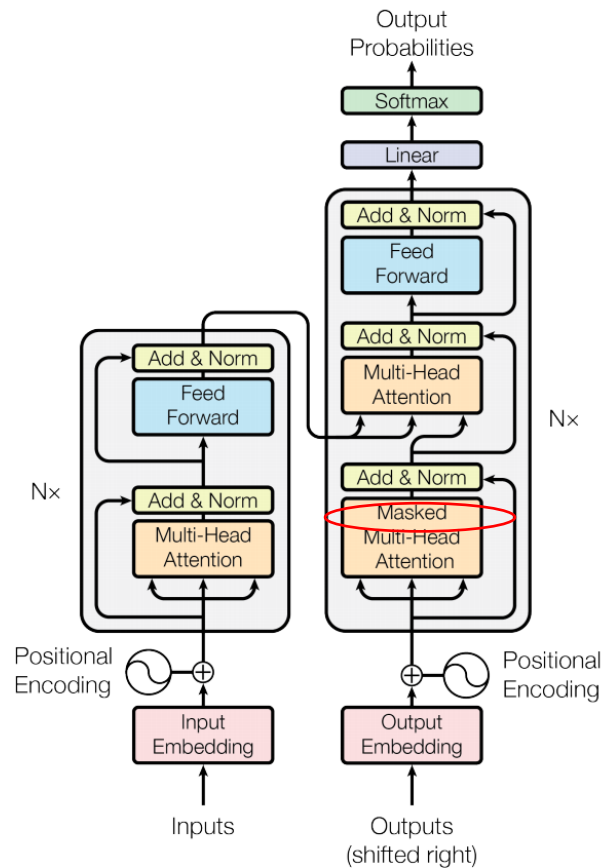 Output
Probabilities
Softmax
Linear
Add & Norm
Feed
Forward
Add & Norm
Multi-Head
Attention
Add & Norm
Masked
Multi-Head
Attention
N×
Add & Norm
Feed
Forward
Add & Norm
Multi-Head
Attention
N×
Positional
Encoding
Positional
Encoding
Input
Embedding
Output
Embedding
Inputs
Outputs
(shifted right)